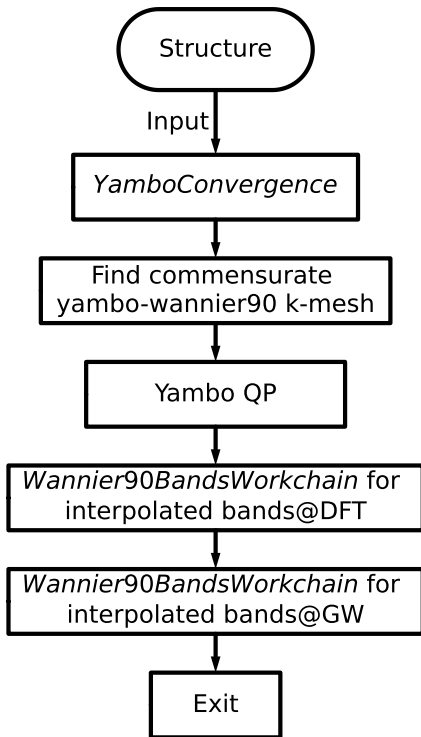 Structure
Input
YamboConvergence
Find commensurate
yambo-wannier90 k-mesh
Yambo QP
Wannier90BandsWorkchain for
interpolated bands@DFT
Wannier90BandsWorkchain for
interpolated bands@GW
Exit